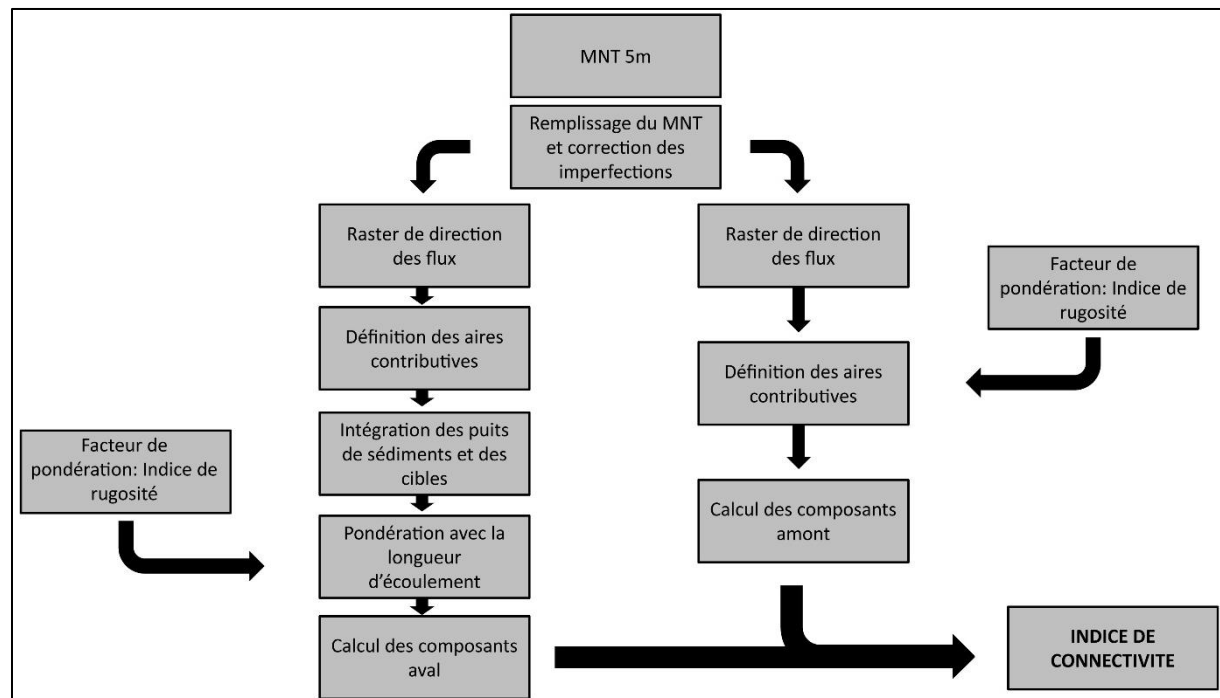 MNT 5m
Remplissage du MNT
et correction des
imperfections
Raster de direction
des flux
Définition des aires
contributives
Intégration des puits
de sédiments et des
cibles
Facteur de
pondération: Indice de
rugosité
Pondération avec la
longueur
d’écoulement
Calcul des composants
aval
Raster de direction
des flux
Facteur de
pondération: Indice de
rugosité
Définition des aires
contributives
Calcul des composants
amont
INDICE DE
CONNECTIVITE